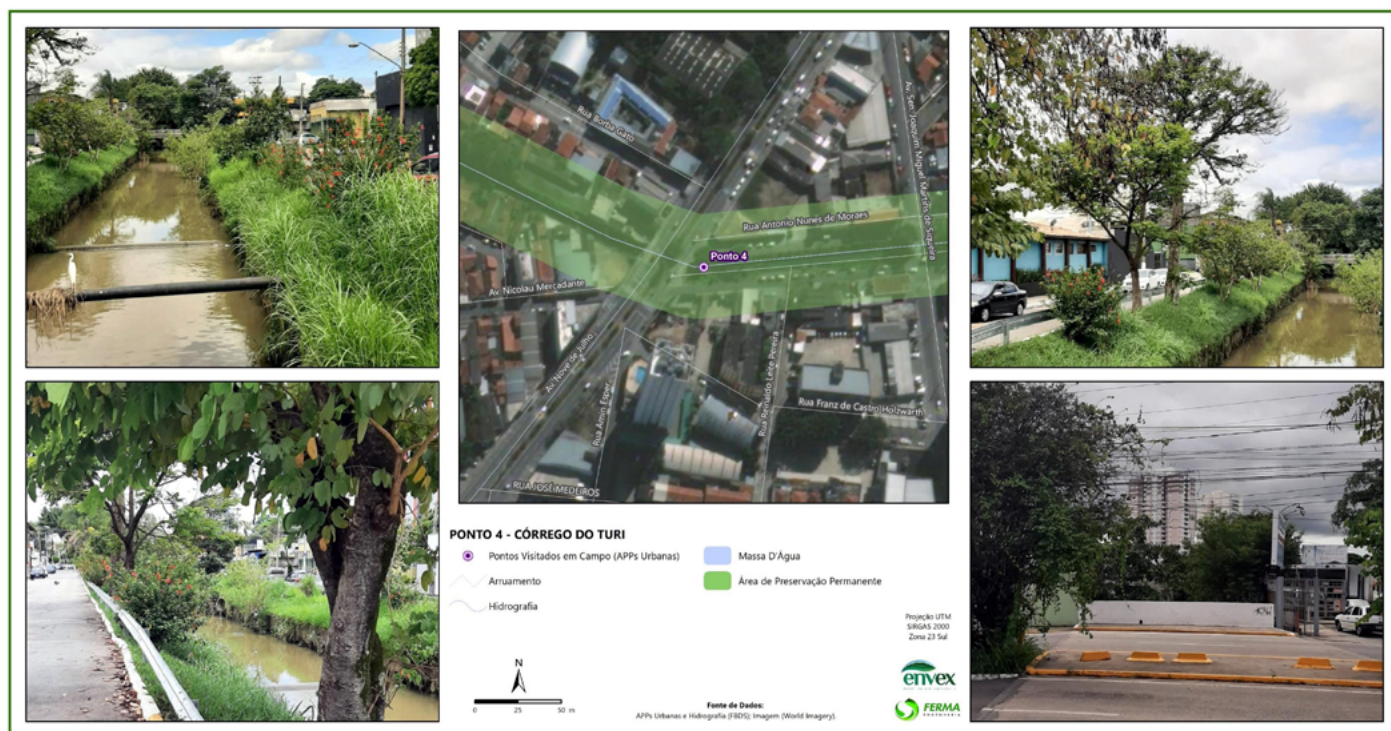 Rua Borba Gato
Av. Sen. Joaquim Miguel Martins de Siqueira
Rua Antonio Nunes de Moraes
Ponto 4
Av. Nicolau Mercadante
Av. Nove de Julho
Rua Amin Esper
Rua Reinaldo Leite Pereira
Rua Franz de Castro Holzwarth
RUA JOSÉ MEDEIROS
PONTO 4 - CÓRREGO DO TURI
Pontos Visitados em Campo (APPs Urbanas)
Arruamento
Hidrografia
Massa D'Água
Área de Preservação Permanente
Projeção UTM
SIRGAS 2000
Zona 23 Sul
N
0 25 50 m
Fonte de Dados:
APPs Urbanas e Hidrografia (FBDS); Imagem (World Imagery).
envex
FERMA
ENGENHARIA